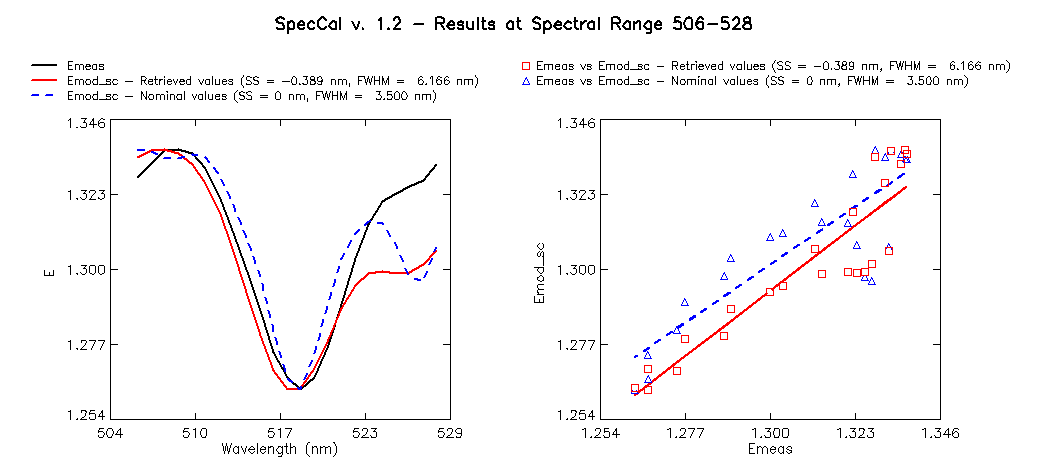 SpecCal v. 1.2 - Results at Spectral Range 506-528
Emeas
Emod_sc - Retrieved values (SS = -0.389 nm, FWHM = 6.166 nm)
Emod_sc - Nominal values (SS = 0 nm, FWHM = 3.500 nm)
1.346
1.323
1.300
1.277
1.254
E
504 510 517 523 529
Wavelength (nm)
Emeas vs Emod_sc - Retrieved values (SS = -0.389 nm, FWHM = 6.166 nm)
Emeas vs Emod_sc - Nominal values (SS = 0 nm, FWHM = 3.500 nm)
1.346
1.323
1.300
1.277
1.254
Emod_sc
1.254 1.277 1.300 1.323 1.346
Emeas